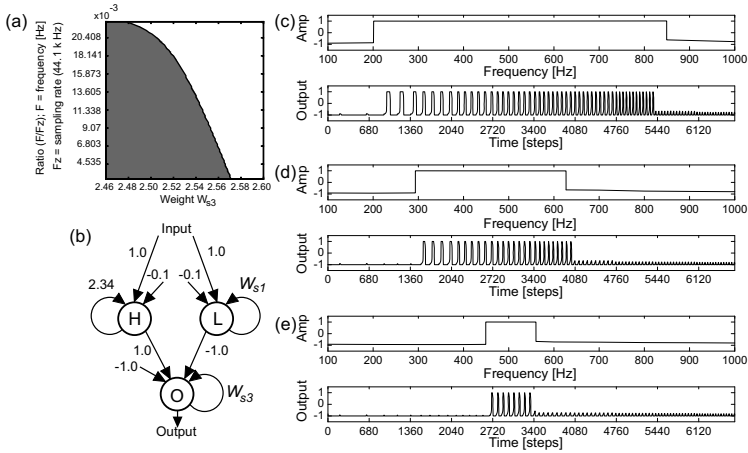 (a)
x10 -3
20.408
18.141
15.873
13.605
11.338
9.07
6.803
4.535
Ratio (F/Fz); F = frequency [Hz]
Fz = sampling rate (44.1 k Hz)
2.46 2.48 2.50 2.52 2.54 2.56 2.58 2.60
Weight Ws3
(b)
Input
1.0 1.0
-0.1 -0.1
2.34 Ws1
H L
1.0 -1.0
-1.0
O Ws3
Output
(c)
Amp
1
0
-1
100 200 300 400 500 600 700 800 900 1000
Frequency [Hz]
Output
1
0
-1
0 680 1360 2040 2720 3400 4080 4760 5440 6120
Time [steps]
(d)
Amp
1
0
-1
100 200 300 400 500 600 700 800 900 1000
Frequency [Hz]
Output
1
0
-1
0 680 1360 2040 2720 3400 4080 4760 5440 6120
Time [steps]
(e)
Amp
1
0
-1
100 200 300 400 500 600 700 800 900 1000
Frequency [Hz]
Output
1
0
-1
0 680 1360 2040 2720 3400 4080 4760 5440 6120
Time [steps]